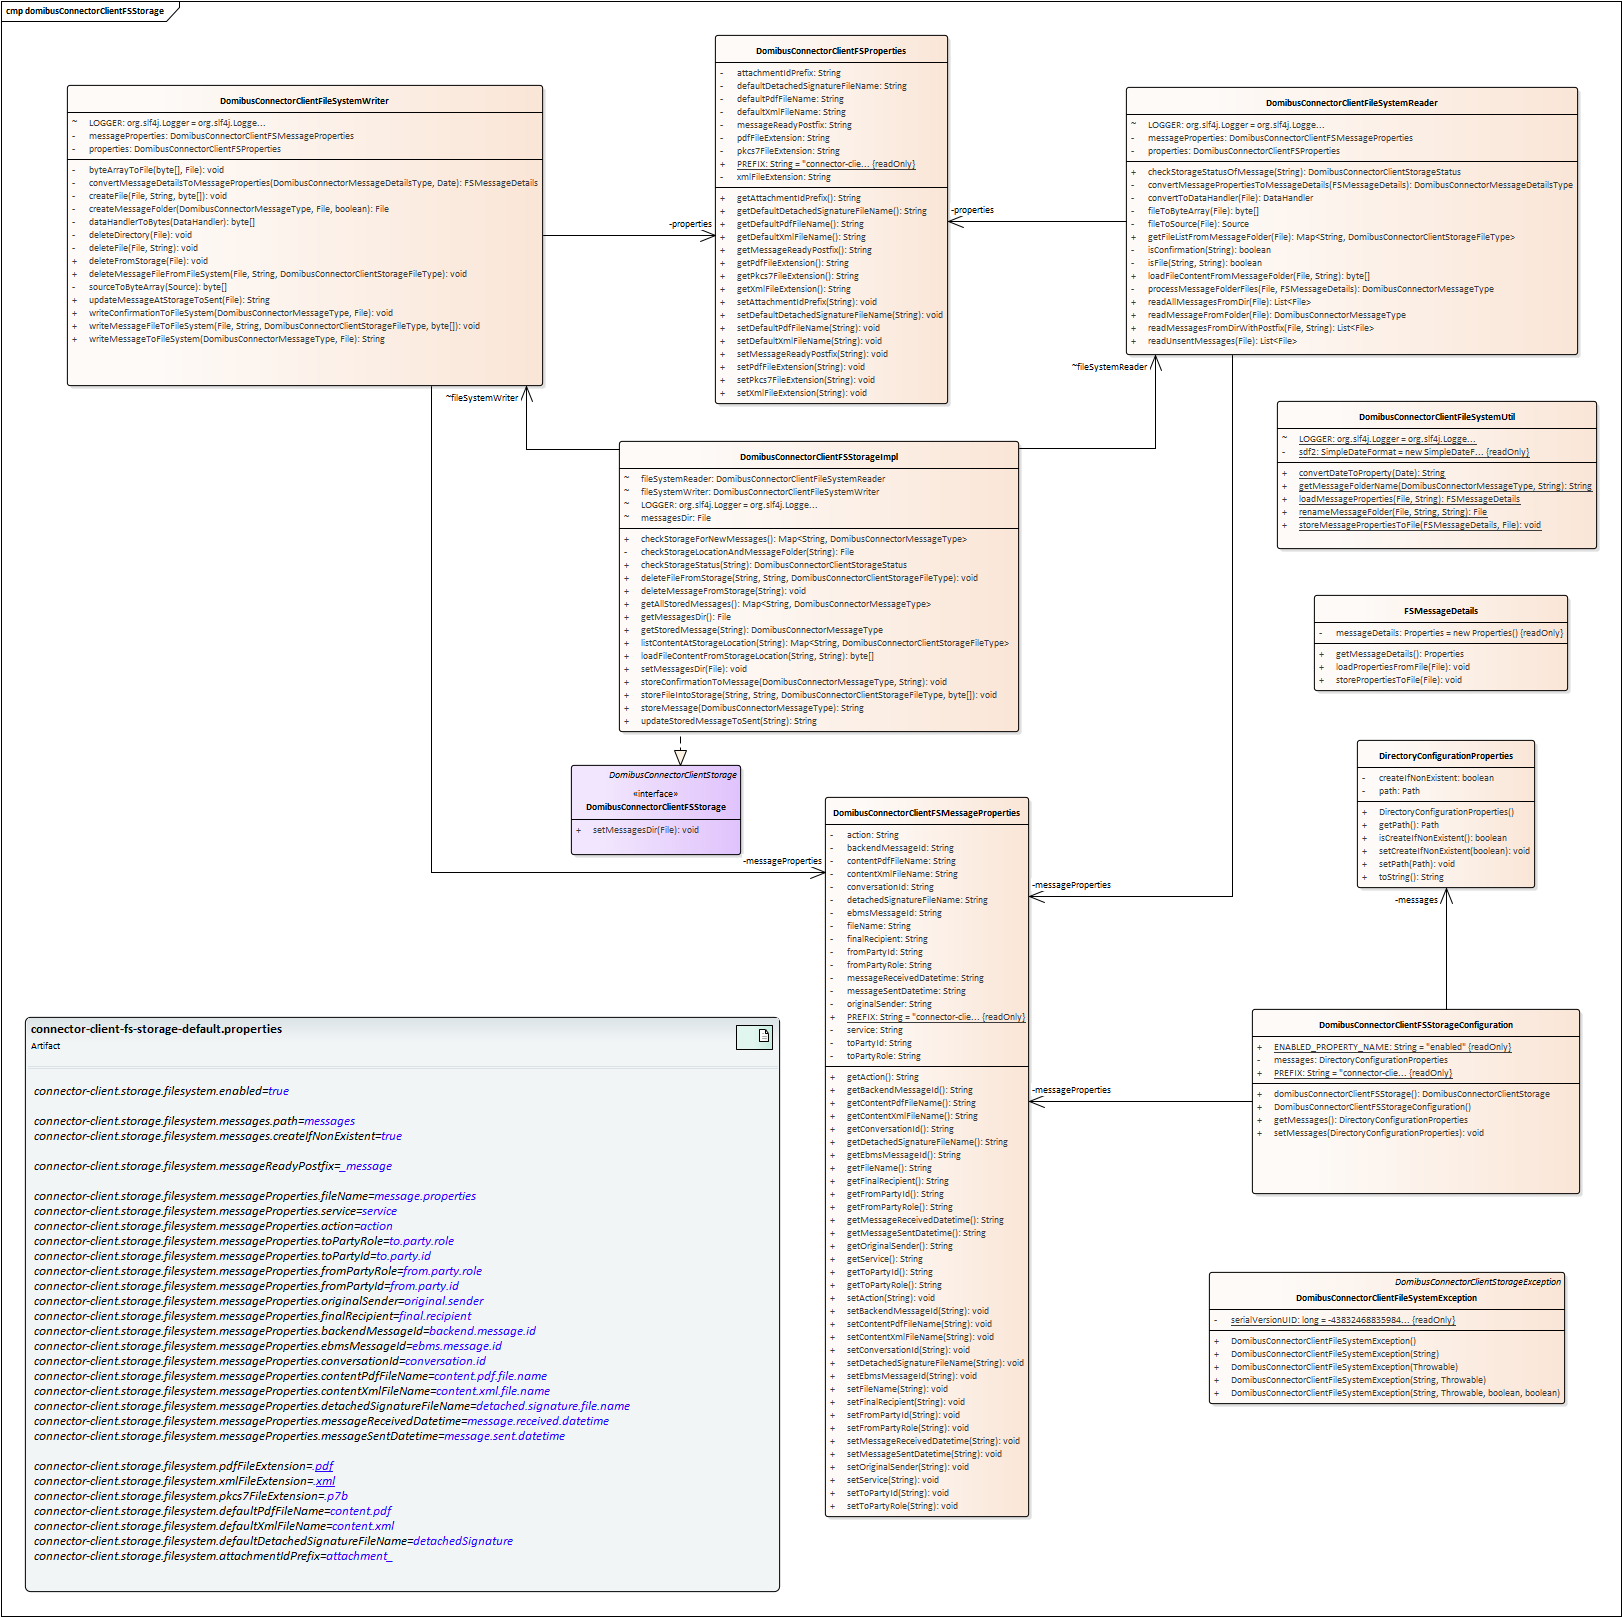 cmp domibusConnectorClientFSStorage
DomibusConnectorClientFileSystemWriter
~ LOGGER: org.slf4j.Logger = org.slf4j.Logge...
- messageProperties: DomibusConnectorClientFSMessageProperties
- properties: DomibusConnectorClientFSProperties
- byteArrayToFile(byte[], File): void
- convertMessageDetailsToMessageProperties(DomibusConnectorMessageDetailsType, Date): FSMessageDetails
- createFile(File, String, byte[]): void
- createMessageFolder(DomibusConnectorMessageType, File, boolean): File
- dataHandlerToBytes(DataHandler): byte[]
- deleteDirectory(File): void
- deleteFile(File, String): void
+ deleteFromStorage(File): void
+ deleteMessageFileFromFileSystem(File, String, DomibusConnectorClientStorageFileType): void
- sourceToByteArray(Source): byte[]
+ updateMessageAtStorageToSent(File): String
+ writeConfirmationToFileSystem(DomibusConnectorMessageType, File): void
+ writeMessageFileToFileSystem(File, String, DomibusConnectorClientStorageFileType, byte[]): void
+ writeMessageToFileSystem(DomibusConnectorMessageType, File): String
DomibusConnectorClientFSProperties
- attachmentIdPrefix: String
- defaultDetachedSignatureFileName: String
- defaultPdfFileName: String
- defaultXmlFileName: String
- messageReadyPostfix: String
- pdfFileExtension: String
- pkcs7FileExtension: String
+ PREFIX: String = "connector-clie... {readOnly}
- xmlFileExtension: String
+ getAttachmentIdPrefix(): String
+ getDefaultDetachedSignatureFileName(): String
+ getDefaultPdfFileName(): String
+ getDefaultXmlFileName(): String
+ getMessageReadyPostfix(): String
+ getPdfFileExtension(): String
+ getPkcs7FileExtension(): String
+ getXmlFileExtension(): String
+ setAttachmentIdPrefix(String): void
+ setDefaultDetachedSignatureFileName(String): void
+ setDefaultPdfFileName(String): void
+ setDefaultXmlFileName(String): void
+ setMessageReadyPostfix(String): void
+ setPdfFileExtension(String): void
+ setPkcs7FileExtension(String): void
+ setXmlFileExtension(String): void
DomibusConnectorClientFileSystemReader
~ LOGGER: org.slf4j.Logger = org.slf4j.Logge...
- messageProperties: DomibusConnectorClientFSMessageProperties
- properties: DomibusConnectorClientFSProperties
+ checkStorageStatusOfMessage(String): DomibusConnectorClientStorageStatus
- convertMessagePropertiesToMessageDetails(FSMessageDetails): DomibusConnectorMessageDetailsType
- convertToDataHandler(File): DataHandler
- fileToByteArray(File): byte[]
- fileToSource(File): Source
+ getFileListFromMessageFolder(File): Map<String, DomibusConnectorClientStorageFileType>
- isConfirmation(String): boolean
- isFile(String, String): boolean
+ loadFileContentFromMessageFolder(File, String): byte[]
- processMessageFolderFiles(File, FSMessageDetails): DomibusConnectorMessageType
+ readAllMessagesFromDir(File): List<File>
+ readMessageFromFolder(File): DomibusConnectorMessageType
+ readMessagesFromDirWithPostfix(File, String): List<File>
+ readUnsentMessages(File): List<File>
-properties
-properties
~fileSystemWriter
~fileSystemReader
DomibusConnectorClientFSStorageImpl
~ fileSystemReader: DomibusConnectorClientFileSystemReader
~ fileSystemWriter: DomibusConnectorClientFileSystemWriter
~ LOGGER: org.slf4j.Logger = org.slf4j.Logge...
~ messagesDir: File
+ checkStorageForNewMessages(): Map<String, DomibusConnectorMessageType>
- checkStorageLocationAndMessageFolder(String): File
+ checkStorageStatus(String): DomibusConnectorClientStorageStatus
+ deleteFileFromStorage(String, String, DomibusConnectorClientStorageFileType): void
+ deleteMessageFromStorage(String): void
+ getAllStoredMessages(): Map<String, DomibusConnectorMessageType>
+ getMessagesDir(): File
+ getStoredMessage(String): DomibusConnectorMessageType
+ listContentAtStorageLocation(String): Map<String, DomibusConnectorClientStorageFileType>
+ loadFileContentFromStorageLocation(String, String): byte[]
+ setMessagesDir(File): void
+ storeConfirmationToMessage(DomibusConnectorMessageType, String): void
+ storeFileIntoStorage(String, String, DomibusConnectorClientStorageFileType, byte[]): void
+ storeMessage(DomibusConnectorMessageType): String
+ updateStoredMessageToSent(String): String
DomibusConnectorClientFileSystemUtil
~ LOGGER: org.slf4j.Logger = org.slf4j.Logge...
- sdf2: SimpleDateFormat = new SimpleDateF... {readOnly}
+ convertDateToProperty(Date): String
+ getMessageFolderName(DomibusConnectorMessageType, String): String
+ loadMessageProperties(File, String): FSMessageDetails
+ renameMessageFolder(File, String, String): File
+ storeMessagePropertiesToFile(FSMessageDetails, File): void
FSMessageDetails
- messageDetails: Properties = new Properties() {readOnly}
+ getMessageDetails(): Properties
+ loadPropertiesFromFile(File): void
+ storePropertiesToFile(File): void
DirectoryConfigurationProperties
- createIfNonExistent: boolean
- path: Path
+ DirectoryConfigurationProperties()
+ getPath(): Path
+ isCreateIfNonExistent(): boolean
+ setCreateIfNonExistent(boolean): void
+ setPath(Path): void
+ toString(): String
-messages
DomibusConnectorClientStorage
«interface»
DomibusConnectorClientFSStorage
+ setMessagesDir(File): void
-messageProperties
-messageProperties
-messageProperties
DomibusConnectorClientFSMessageProperties
- action: String
- backendMessageId: String
- contentPdfFileName: String
- contentXmlFileName: String
- conversationId: String
- detachedSignatureFileName: String
- ebmsMessageId: String
- fileName: String
- finalRecipient: String
- fromPartyId: String
- fromPartyRole: String
- messageReceivedDatetime: String
- messageSentDatetime: String
- originalSender: String
+ PREFIX: String = "connector-clie... {readOnly}
- service: String
- toPartyId: String
- toPartyRole: String
+ getAction(): String
+ getBackendMessageId(): String
+ getContentPdfFileName(): String
+ getContentXmlFileName(): String
+ getConversationId(): String
+ getDetachedSignatureFileName(): String
+ getEbmsMessageId(): String
+ getFileName(): String
+ getFinalRecipient(): String
+ getFromPartyId(): String
+ getFromPartyRole(): String
+ getMessageReceivedDatetime(): String
+ getMessageSentDatetime(): String
+ getOriginalSender(): String
+ getService(): String
+ getToPartyId(): String
+ getToPartyRole(): String
+ setAction(String): void
+ setBackendMessageId(String): void
+ setContentPdfFileName(String): void
+ setContentXmlFileName(String): void
+ setConversationId(String): void
+ setDetachedSignatureFileName(String): void
+ setEbmsMessageId(String): void
+ setFileName(String): void
+ setFinalRecipient(String): void
+ setFromPartyId(String): void
+ setFromPartyRole(String): void
+ setMessageReceivedDatetime(String): void
+ setMessageSentDatetime(String): void
+ setOriginalSender(String): void
+ setService(String): void
+ setToPartyId(String): void
+ setToPartyRole(String): void
DomibusConnectorClientFSStorageConfiguration
+ ENABLED_PROPERTY_NAME: String = "enabled" {readOnly}
- messages: DirectoryConfigurationProperties
+ PREFIX: String = "connector-clie... {readOnly}
+ domibusConnectorClientFSStorage(): DomibusConnectorClientStorage
+ DomibusConnectorClientFSStorageConfiguration()
+ getMessages(): DirectoryConfigurationProperties
+ setMessages(DirectoryConfigurationProperties): void
DomibusConnectorClientStorageException
DomibusConnectorClientFileSystemException
- serialVersionUID: long = -43832468835984... {readOnly}
+ DomibusConnectorClientFileSystemException()
+ DomibusConnectorClientFileSystemException(String)
+ DomibusConnectorClientFileSystemException(Throwable)
+ DomibusConnectorClientFileSystemException(String, Throwable)
+ DomibusConnectorClientFileSystemException(String, Throwable, boolean, boolean)
connector-client-fs-storage-default.properties
Artifact
connector-client.storage.filesystem.enabled=true
connector-client.storage.filesystem.messages.path=messages
connector-client.storage.filesystem.messages.createIfNonExistent=true
connector-client.storage.filesystem.messageReadyPostfix=_message
connector-client.storage.filesystem.messageProperties.fileName=message.properties
connector-client.storage.filesystem.messageProperties.service=service
connector-client.storage.filesystem.messageProperties.action=action
connector-client.storage.filesystem.messageProperties.toPartyRole=to.party.role
connector-client.storage.filesystem.messageProperties.toPartyId=to.party.id
connector-client.storage.filesystem.messageProperties.fromPartyRole=from.party.role
connector-client.storage.filesystem.messageProperties.fromPartyId=from.party.id
connector-client.storage.filesystem.messageProperties.originalSender=original.sender
connector-client.storage.filesystem.messageProperties.finalRecipient=final.recipient
connector-client.storage.filesystem.messageProperties.backendMessageId=backend.message.id
connector-client.storage.filesystem.messageProperties.ebmsMessageId=ebms.message.id
connector-client.storage.filesystem.messageProperties.conversationId=conversation.id
connector-client.storage.filesystem.messageProperties.contentPdfFileName=content.pdf.file.name
connector-client.storage.filesystem.messageProperties.contentXmlFileName=content.xml.file.name
connector-client.storage.filesystem.messageProperties.detachedSignatureFileName=detached.signature.file.name
connector-client.storage.filesystem.messageProperties.messageReceivedDatetime=message.received.datetime
connector-client.storage.filesystem.messageProperties.messageSentDatetime=message.sent.datetime
connector-client.storage.filesystem.pdfFileExtension=.pdf
connector-client.storage.filesystem.xmlFileExtension=.xml
connector-client.storage.filesystem.pkcs7FileExtension=.p7b
connector-client.storage.filesystem.defaultPdfFileName=content.pdf
connector-client.storage.filesystem.defaultXmlFileName=content.xml
connector-client.storage.filesystem.defaultDetachedSignatureFileName=detachedSignature
connector-client.storage.filesystem.attachmentIdPrefix=attachment_